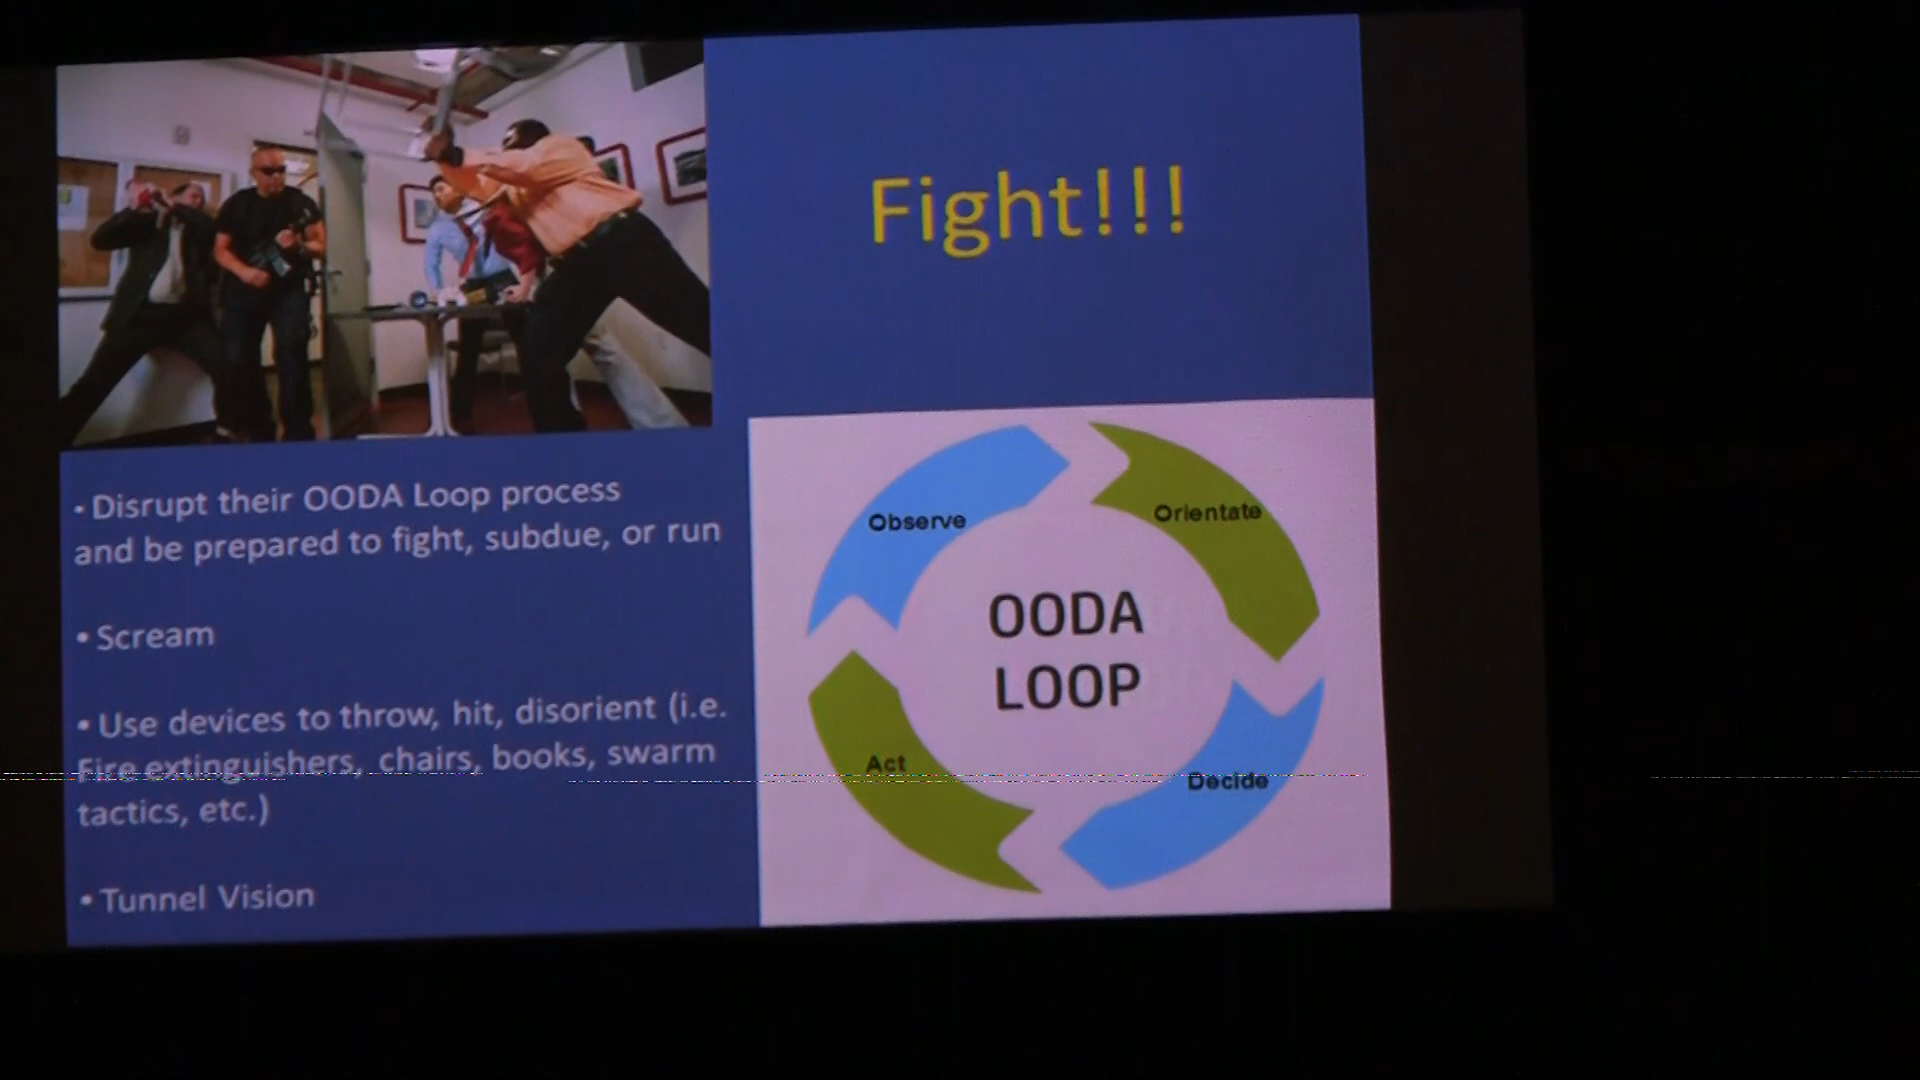 Fight!!!
• Disrupt their OODA Loop process
and be prepared to fight, subdue, or run
• Scream
• Use devices to throw, hit, disorient (i.e.
Fire extinguishers, chairs, books, swarm
tactics, etc.)
• Tunnel Vision
Observe
Orientate
OODA
LOOP
Act
Decide